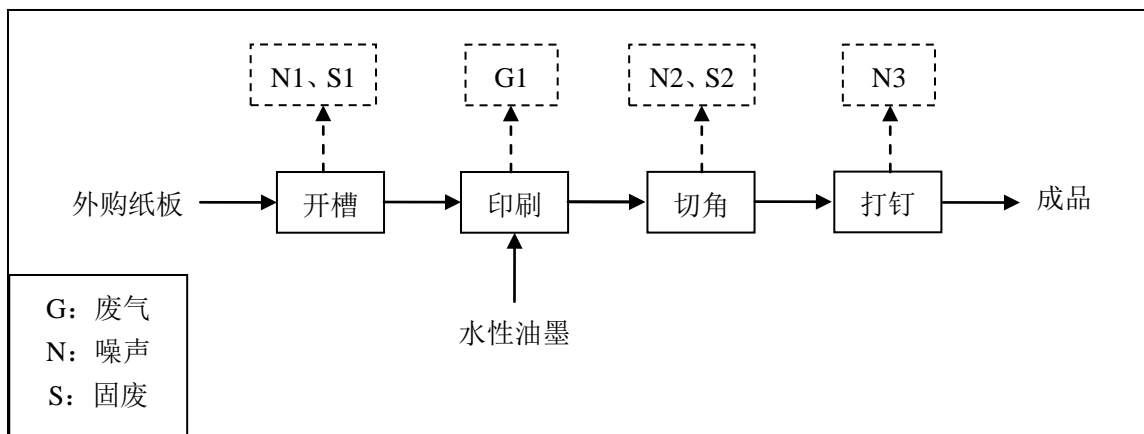 N1、S1
G1
N2、S2
N3
外购纸板
开槽
印刷
切角
打钉
成品
水性油墨
G：废气
N：噪声
S：固废